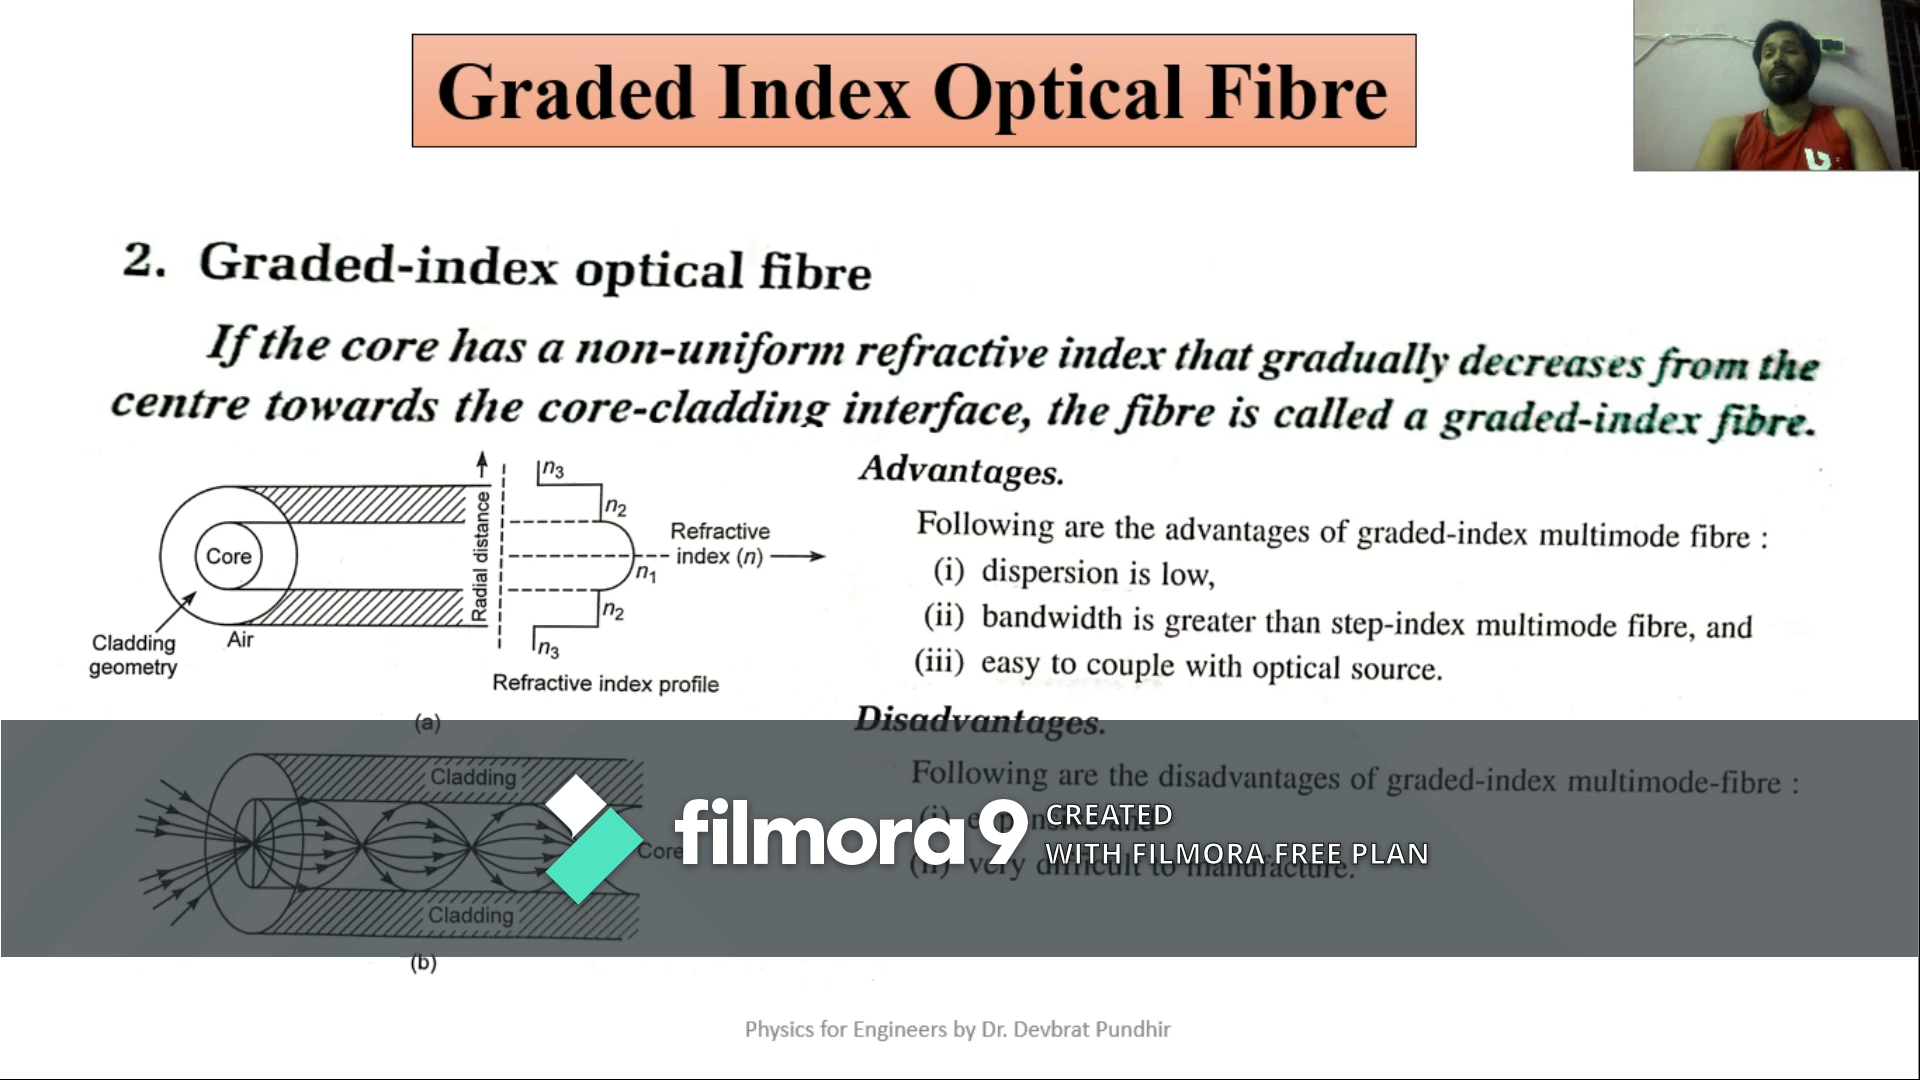 Graded Index Optical Fibre
2. Graded-index optical fibre
If the core has a non-uniform refractive index that gradually decreases from the
centre towards the core-cladding interface, the fibre is called a graded-index fibre.
Core
Cladding
geometry
Air
Radial distance
n3
n2
n1
n2
n3
Refractive
index (n)
Refractive index profile
(a)
Advantages.
Following are the advantages of graded-index multimode fibre :
(i) dispersion is low,
(ii) bandwidth is greater than step-index multimode fibre, and
(iii) easy to couple with optical source.
Disadvantages.
Following are the disadvantages of graded-index multimode-fibre :
(ii) very difficult to manufacture.
Cladding
Core
Cladding
(b)
filmora9
CREATED
WITH FILMORA FREE PLAN
Physics for Engineers by Dr. Devbrat Pundhir